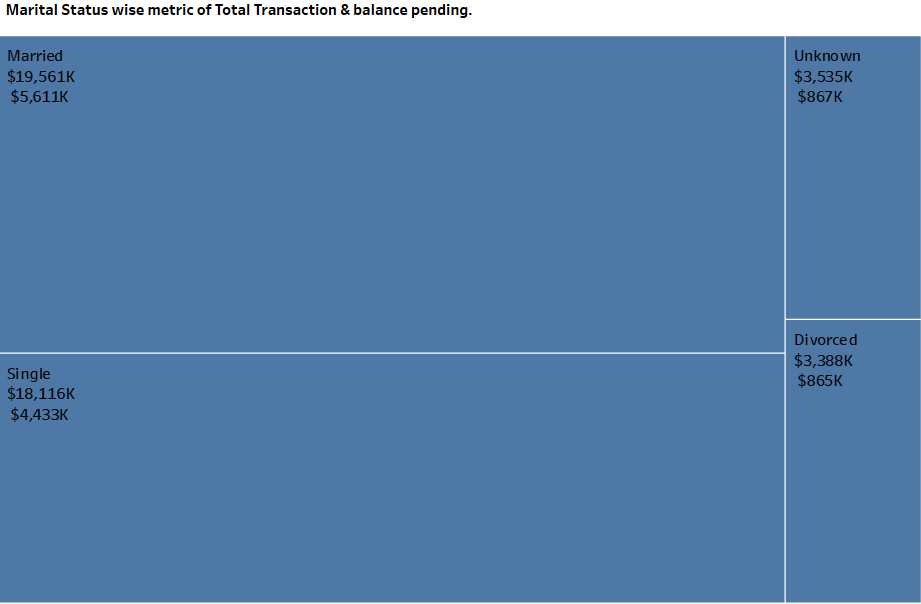 Marital Status wise metric of Total Transaction & balance pending.
Married
$19,561K
$5,611K
Unknown
$3,535K
$867K
Single
$18,116K
$4,433K
Divorced
$3,388K
$865K